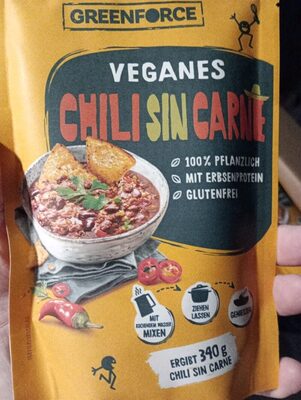 GREENFORCE
VEGANES
CHILI SIN CARNE
100% PFLANZLICH
MIT ERBSENPROTEIN
GLUTENFREI
MIT
KOCHENDEM WASSER
MIXEN
ZIEHEN
LASSEN
GENIESSEN
ERGIBT 340 g
CHILI SIN CARNE